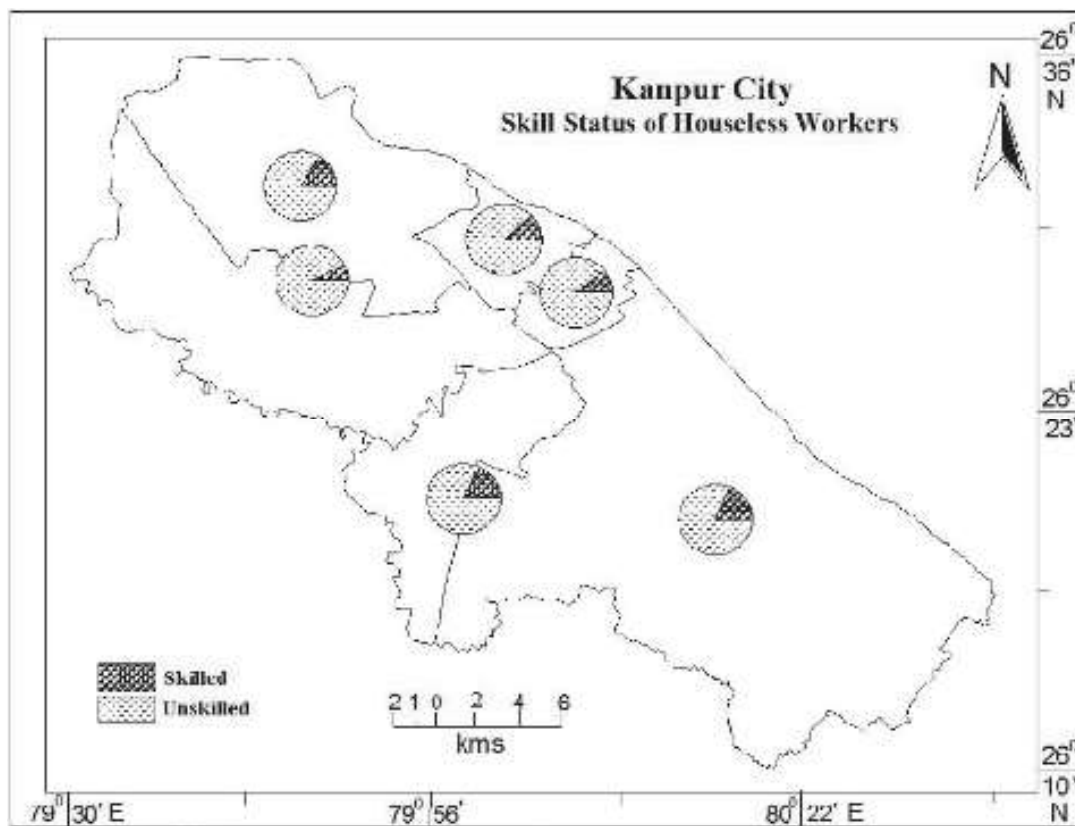 Kanpur City
Skill Status of Houseless Workers
N
26⁰
36'
N
26⁰
23'
Skilled
Unskilled
2 1 0 2 4 6
kms
26⁰
10'
N
79⁰ 30' E
79⁰ 56'
80⁰ 22' E